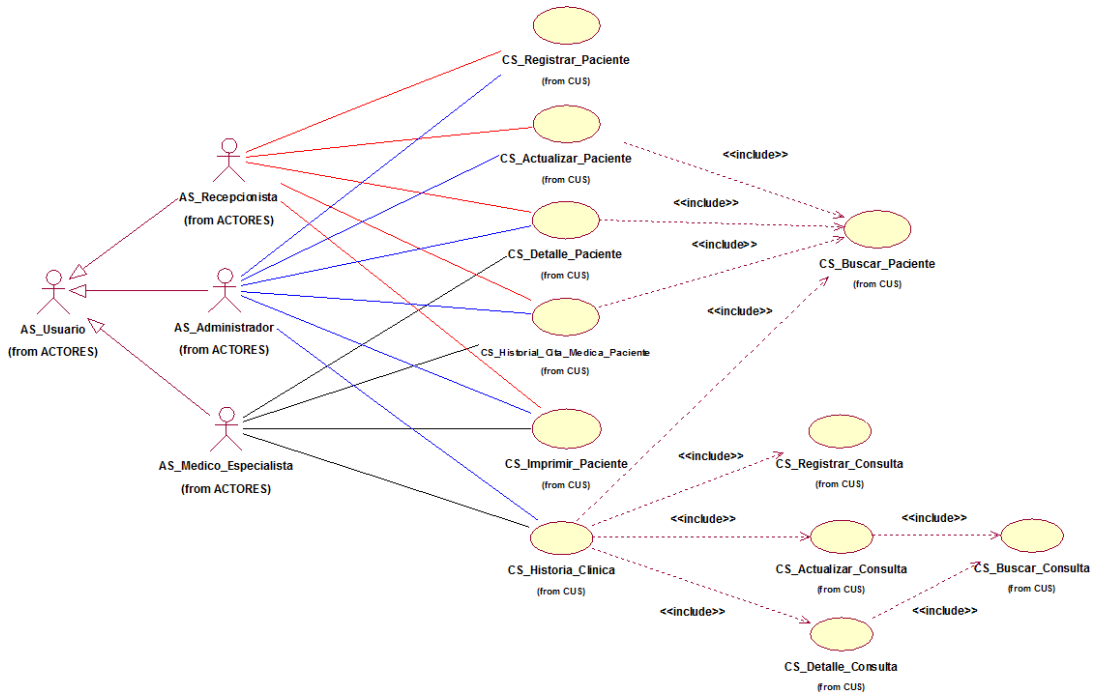 CS_Registrar_Paciente
(from CUS)
CS_Actualizar_Paciente
(from CUS)
<<include>>
AS_Recepcionista
(from ACTORES)
<<include>>
CS_Detalle_Paciente
(from CUS)
<<include>>
CS_Buscar_Paciente
(from CUS)
AS_Usuario
(from ACTORES)
AS_Administrador
(from ACTORES)
CS_Historial_Cita_Medica_Paciente
(from CUS)
AS_Medico_Especialista
(from ACTORES)
CS_Imprimir_Paciente
(from CUS)
<<include>>
CS_Registrar_Consulta
(from CUS)
<<include>>
<<include>>
CS_Historia_Clinica
(from CUS)
CS_Actualizar_Consulta
(from CUS)
CS_Buscar_Consulta
(from CUS)
<<include>>
<<include>>
CS_Detalle_Consulta
(from CUS)